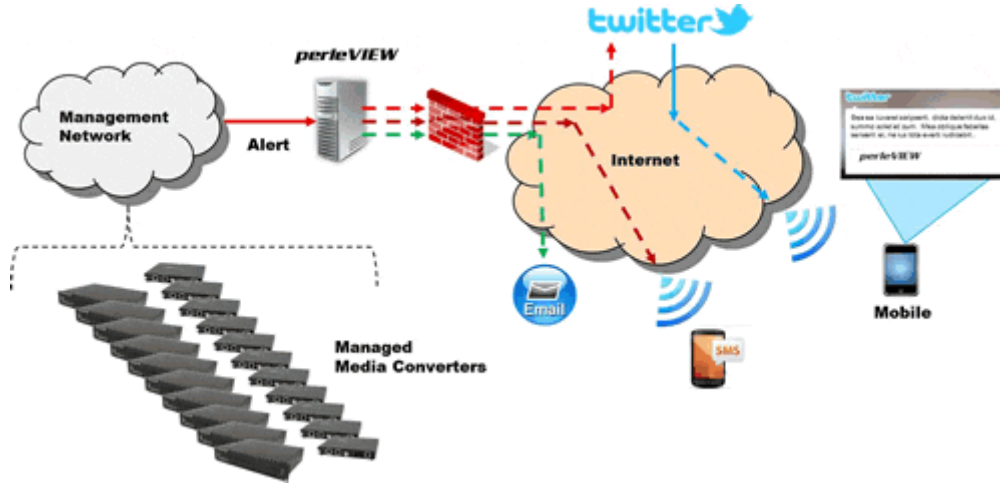 twitter
perleVIEW
Management
Network
Alert
Internet
twitter
perleVIEW
Email
SMS
Mobile
Managed
Media Converters